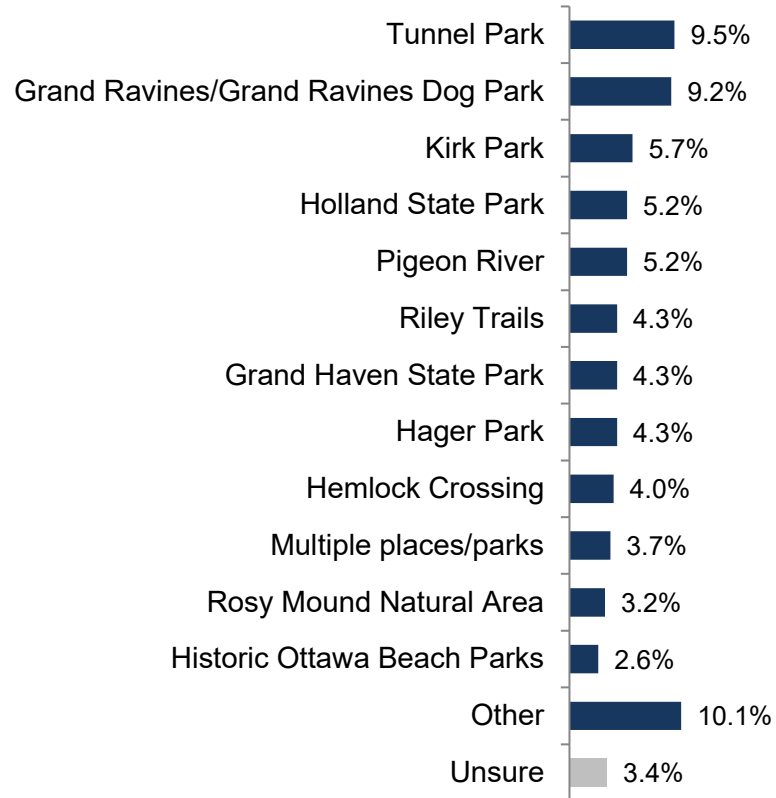 Tunnel Park 9.5%
Grand Ravines/Grand Ravines Dog Park 9.2%
Kirk Park 5.7%
Holland State Park 5.2%
Pigeon River 5.2%
Riley Trails 4.3%
Grand Haven State Park 4.3%
Hager Park 4.3%
Hemlock Crossing 4.0%
Multiple places/parks 3.7%
Rosy Mound Natural Area 3.2%
Historic Ottawa Beach Parks 2.6%
Other 10.1%
Unsure 3.4%